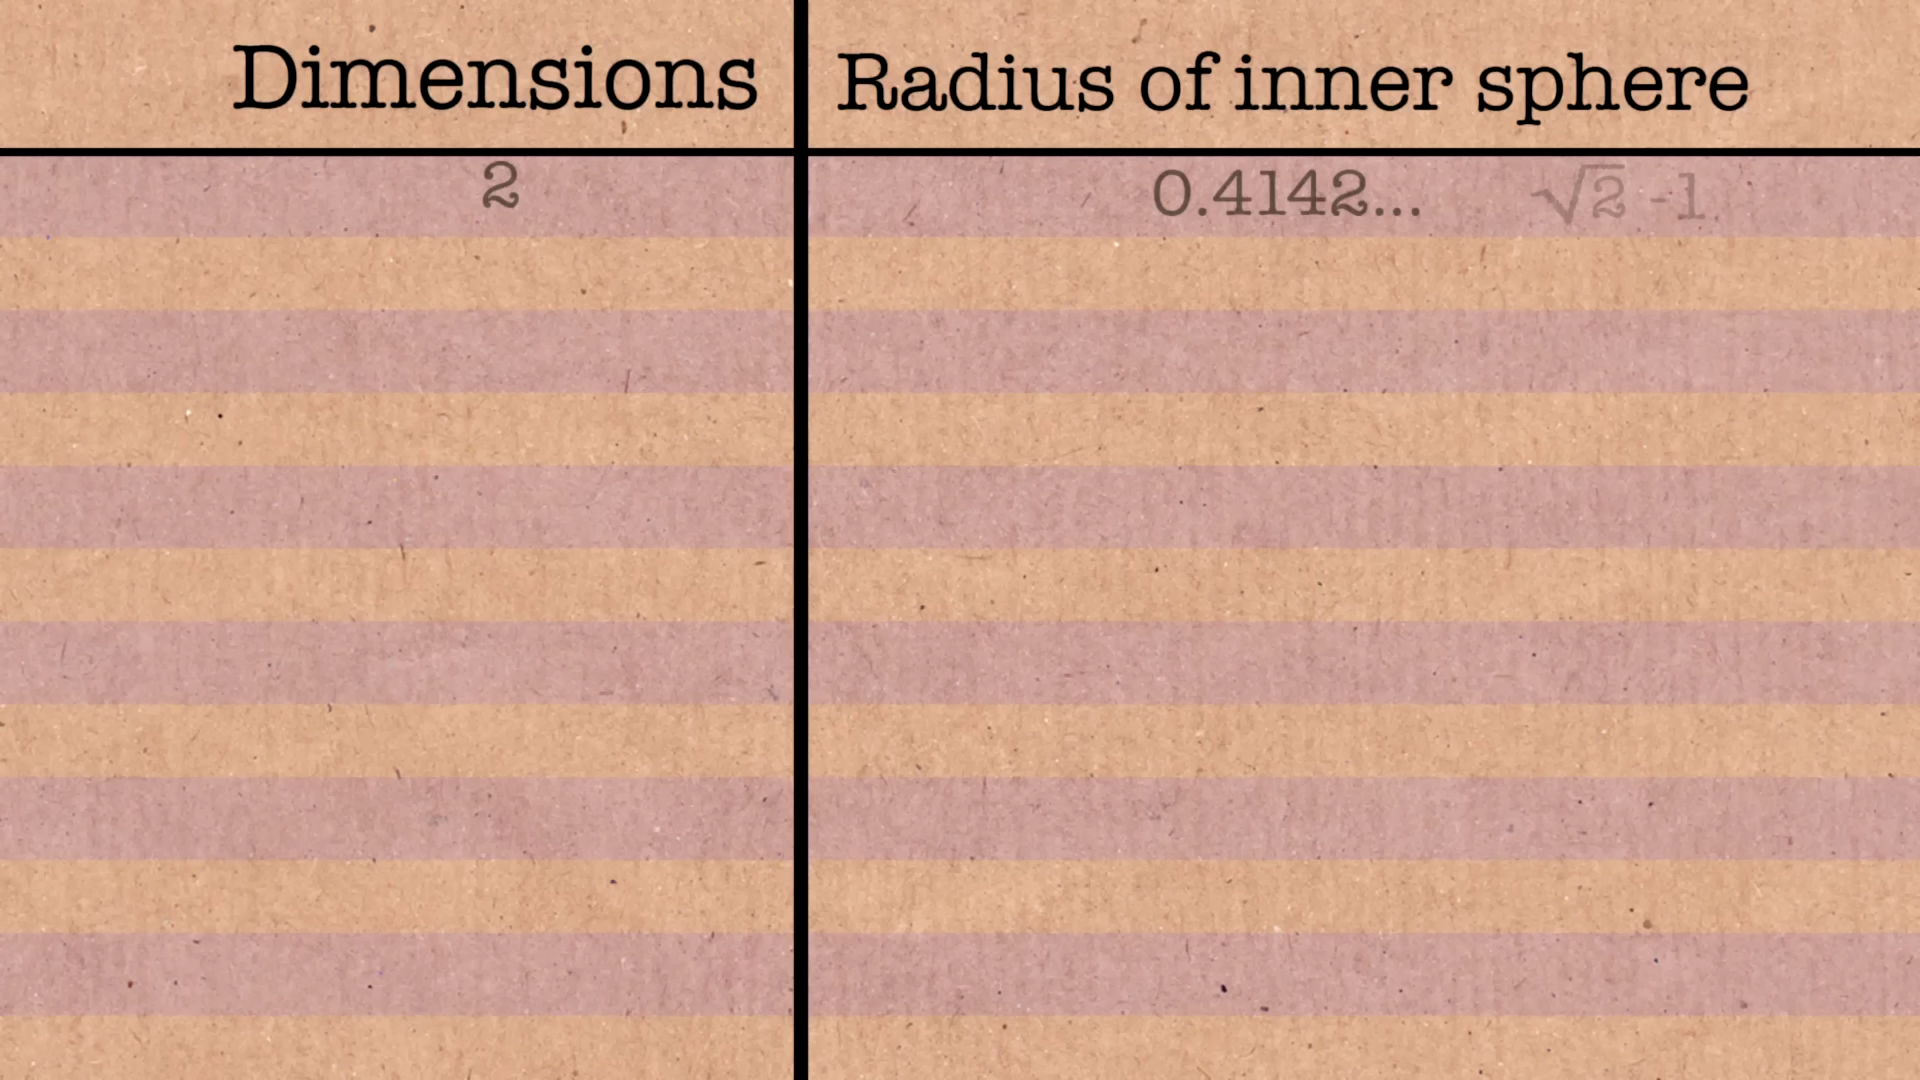 Dimensions Radius of inner sphere
2 0.4142... √2 -1